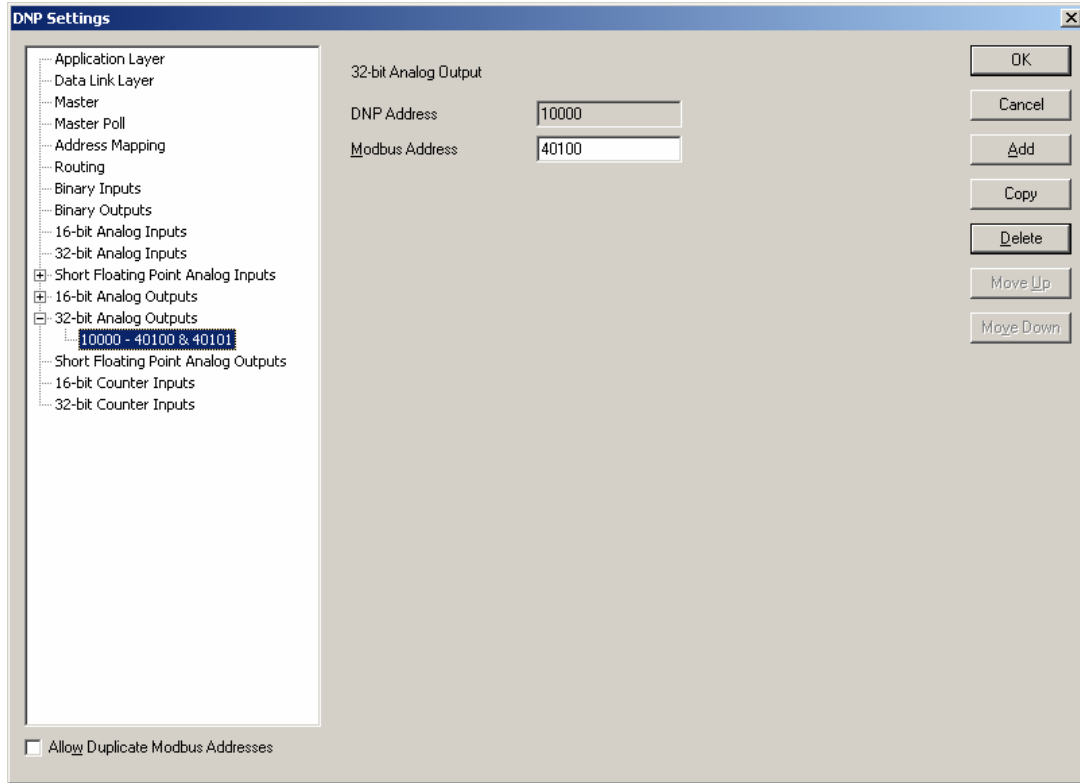 DNP Settings
Application Layer
Data Link Layer
Master
Master Poll
Address Mapping
Routing
Binary Inputs
Binary Outputs
16-bit Analog Inputs
32-bit Analog Inputs
Short Floating Point Analog Inputs
16-bit Analog Outputs
32-bit Analog Outputs
10000 - 40100 & 40101
Short Floating Point Analog Outputs
16-bit Counter Inputs
32-bit Counter Inputs
Allow Duplicate Modbus Addresses
32-bit Analog Output
DNP Address 10000
Modbus Address 40100
OK
Cancel
Add
Copy
Delete
Move Up
Move Down